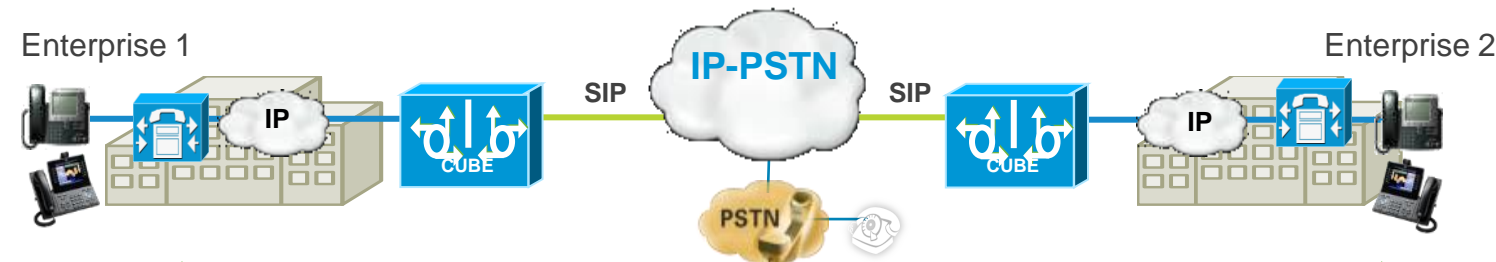 Enterprise 1
Enterprise 2
IP-PSTN
SIP
SIP
IP
IP
CUBE
CUBE
PSTN